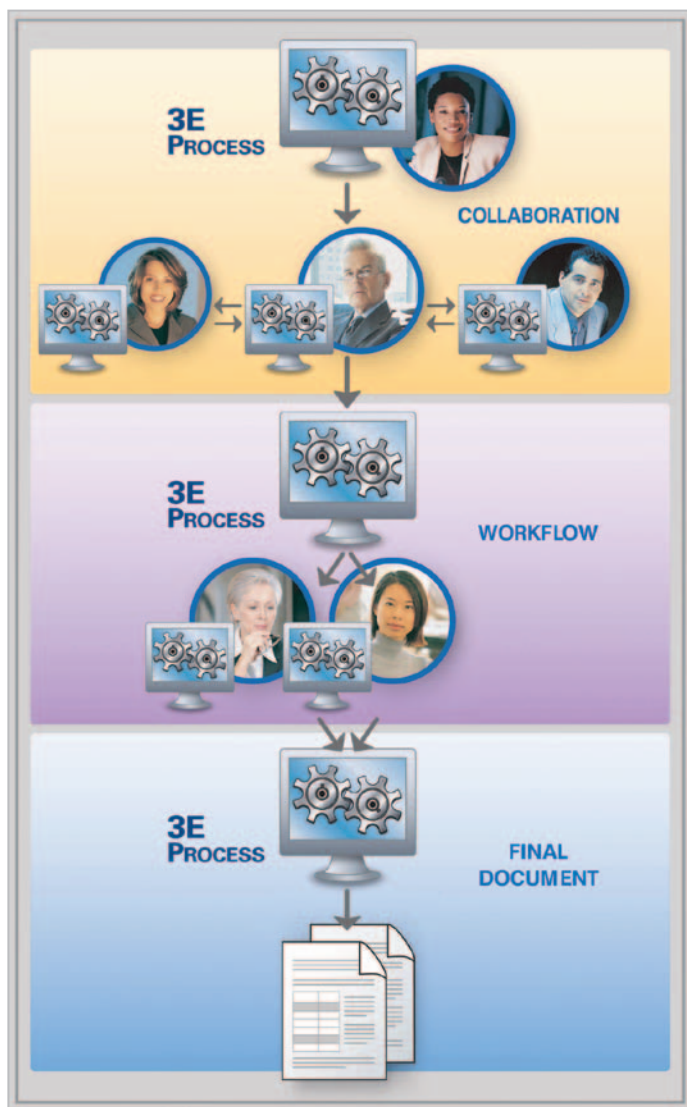 3E
PROCESS
COLLABORATION
3E
PROCESS
WORKFLOW
3E
PROCESS
FINAL
DOCUMENT